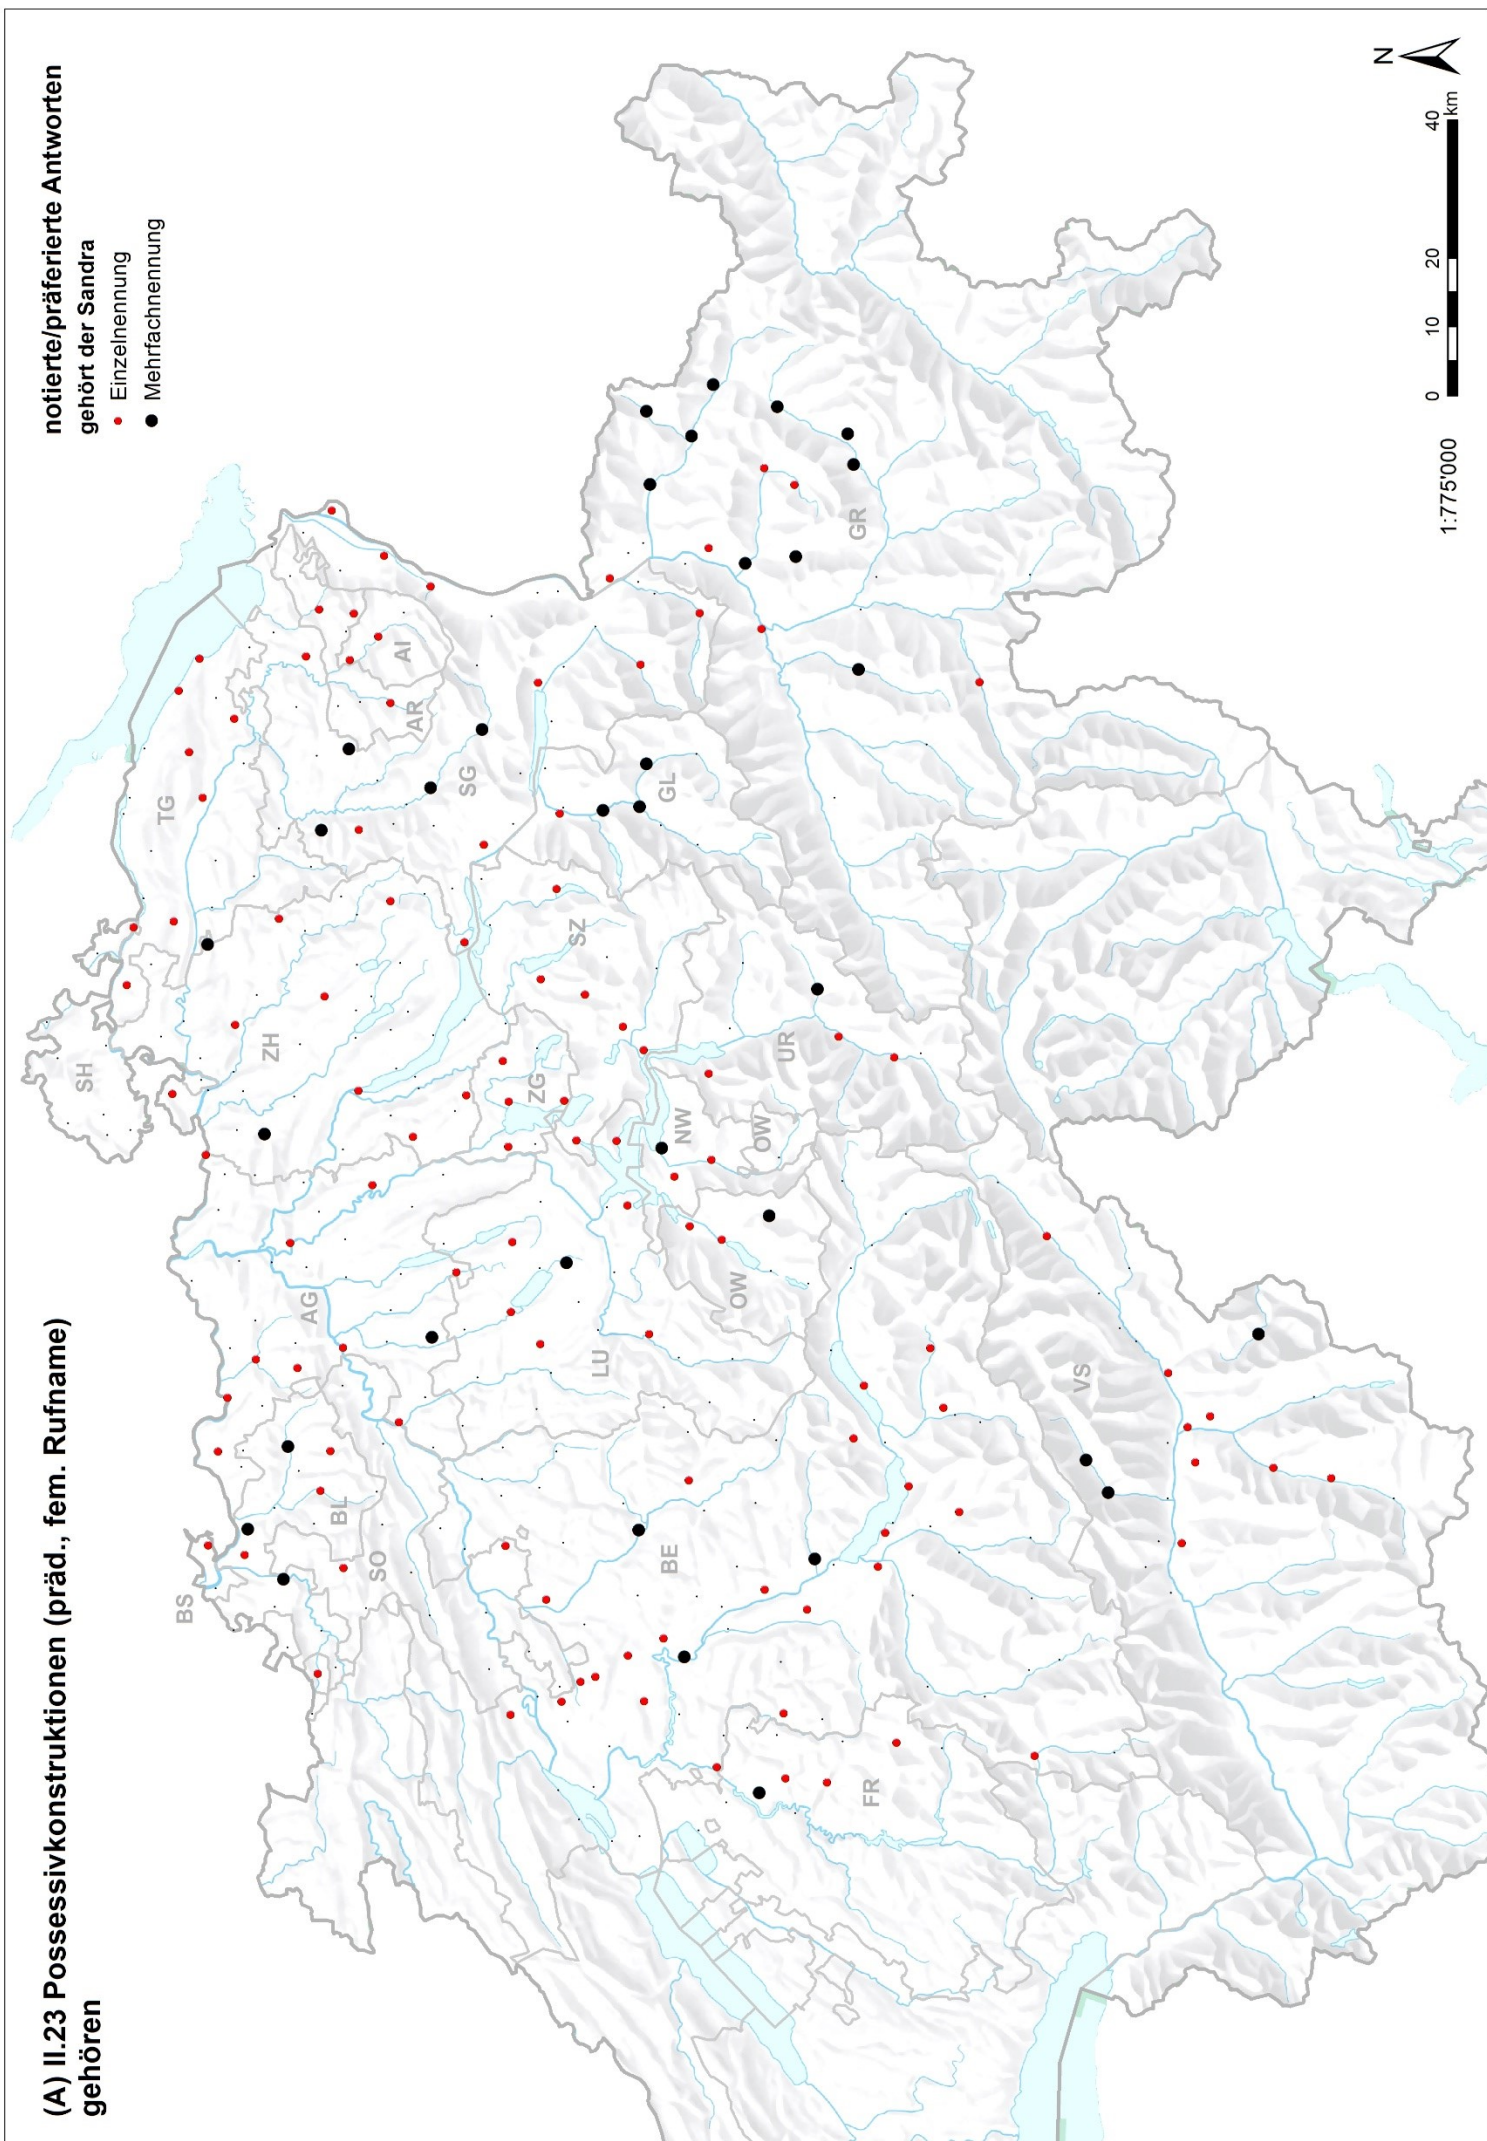 (A) II.23 Possessivkonstruktionen (präd., fem. Rufname)
gehören
notierte/präferierte Antworten
gehört der Sandra
Einzelnennung
Mehrfachnennung
SH
BS
TG
ZH
AG
BL
SO
AI
AR
SG
ZG
SZ
LU
GL
NW
OW
OW
UR
BE
FR
GR
VS
N
0 10 20 40
km
1:775'000